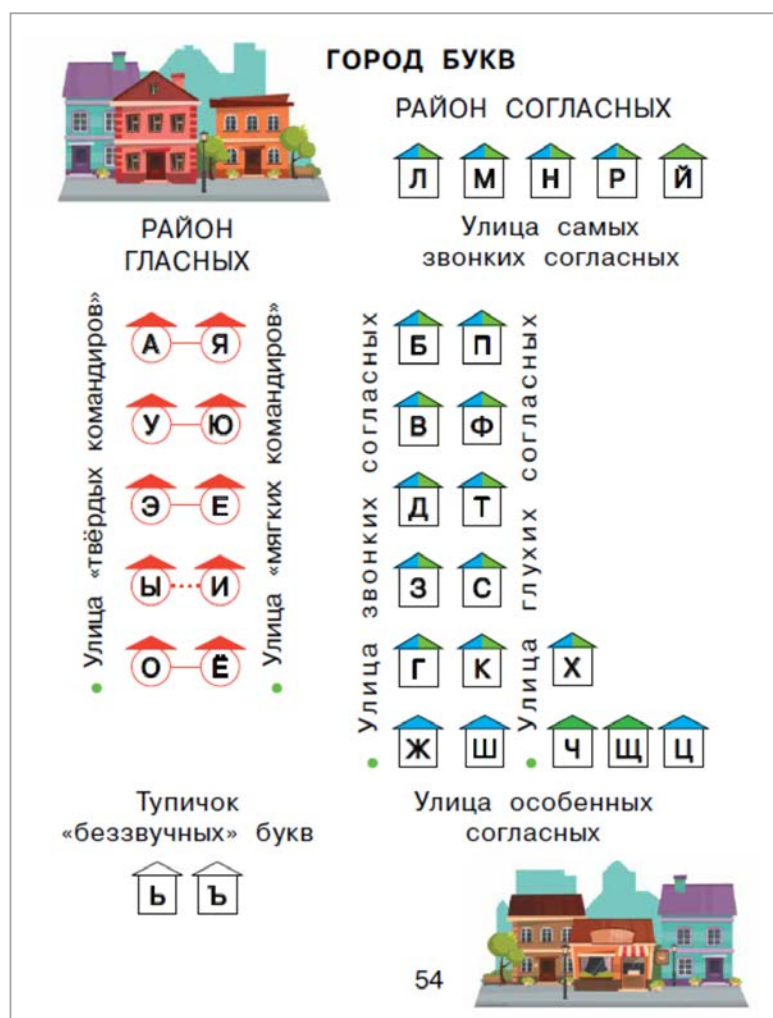 ГОРОД БУКВ
РАЙОН СОГЛАСНЫХ
Л М Н Р Й
Улица самых
звонких согласных
РАЙОН
ГЛАСНЫХ
Улица «твёрдых командиров»
А Я
У Ю
Э Е
Ы И
О Ё
Улица «мягких командиров»
Улица звонких согласных
Б П
В Ф
Д Т
З С
Г К Х
Ж Ш Ч Щ Ц
Улица глухих согласных
Улица особенных
согласных
Тупичок
«беззвучных» букв
Ь Ъ
54